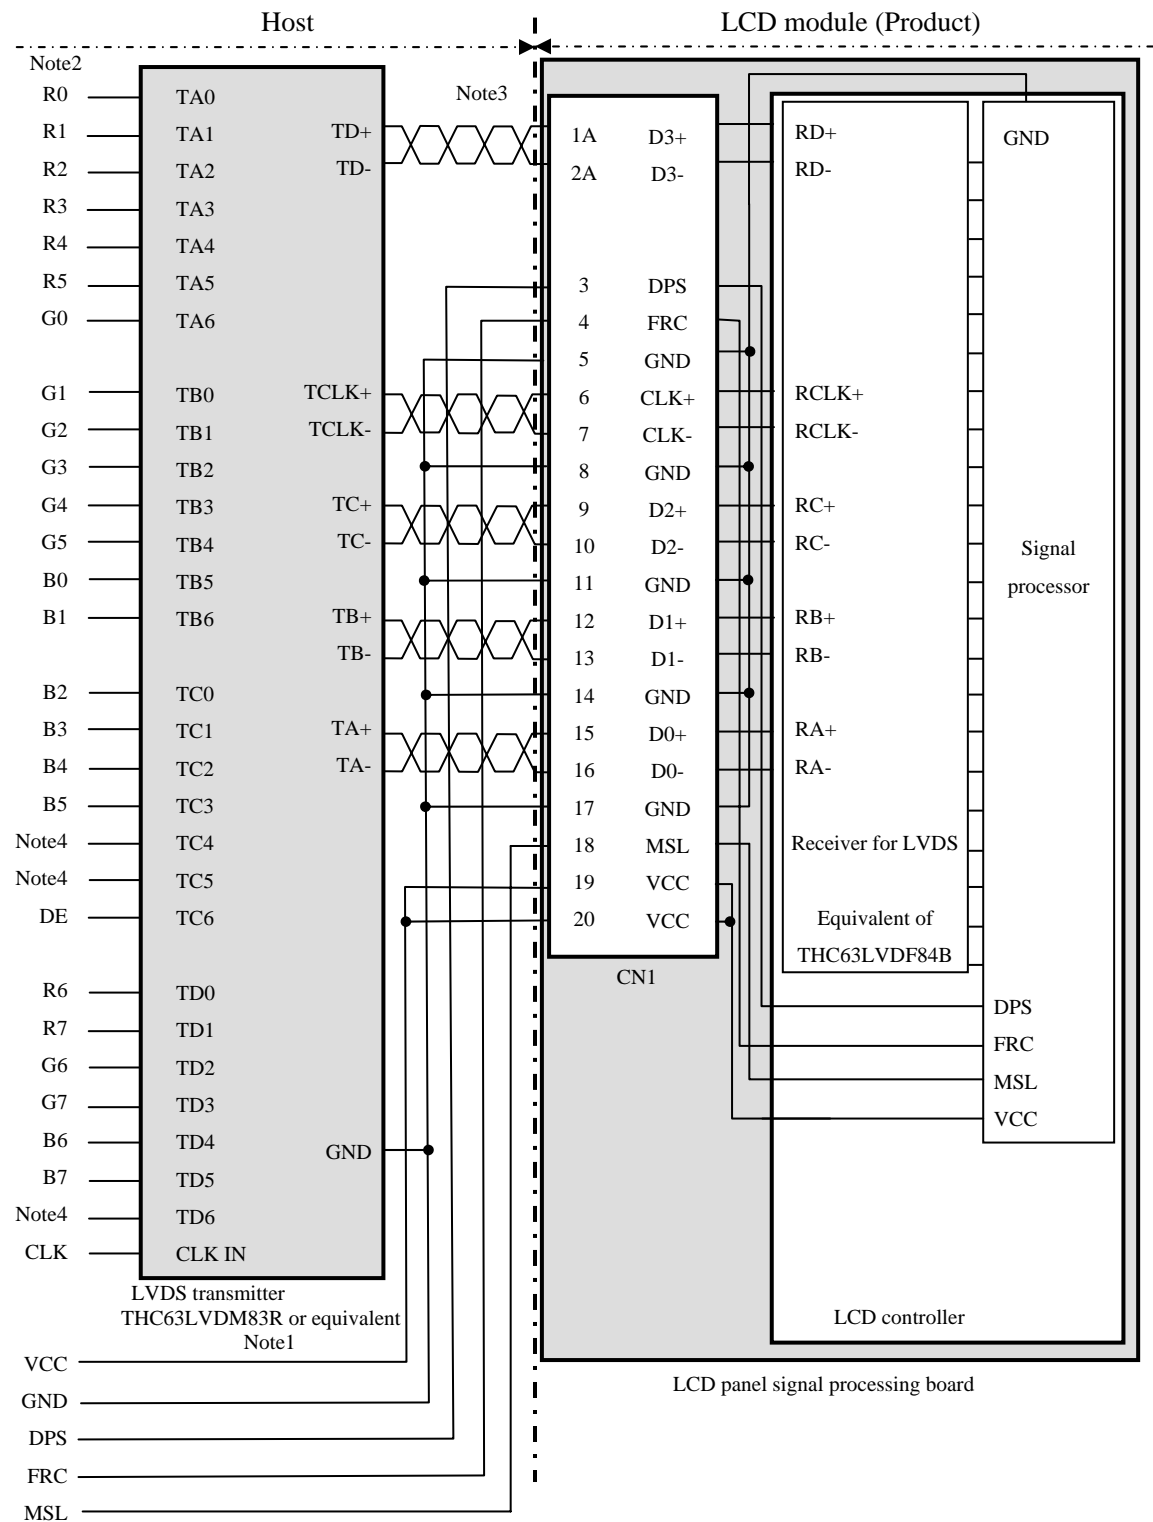 Host LCD module (Product)
Note2
R0 TA0 Note3
R1 TA1 TD+ 1A D3+ RD+ GND
R2 TA2 TD- 2A D3- RD-
R3 TA3
R4 TA4
R5 TA5 3 DPS
G0 TA6 4 FRC
5 GND
G1 TB0 TCLK+ 6 CLK+ RCLK+
G2 TB1 TCLK- 7 CLK- RCLK-
G3 TB2 8 GND
G4 TB3 TC+ 9 D2+ RC+
G5 TB4 TC- 10 D2- RC- Signal
B0 TB5 11 GND processor
B1 TB6 TB+ 12 D1+ RB+
TB- 13 D1- RB-
B2 TC0 14 GND
B3 TC1 TA+ 15 D0+ RA+
B4 TC2 TA- 16 D0- RA-
B5 TC3 17 GND
Note4 TC4 18 MSL Receiver for LVDS
Note4 TC5 19 VCC
DE TC6 20 VCC Equivalent of
THC63LVDF84B
CN1
R6 TD0 DPS
R7 TD1 FRC
G6 TD2 MSL
G7 TD3 VCC
B6 TD4 GND
B7 TD5
Note4 TD6
CLK CLK IN
LVDS transmitter
THC63LVDM83R or equivalent LCD controller
Note1
VCC
LCD panel signal processing board
GND
DPS
FRC
MSL